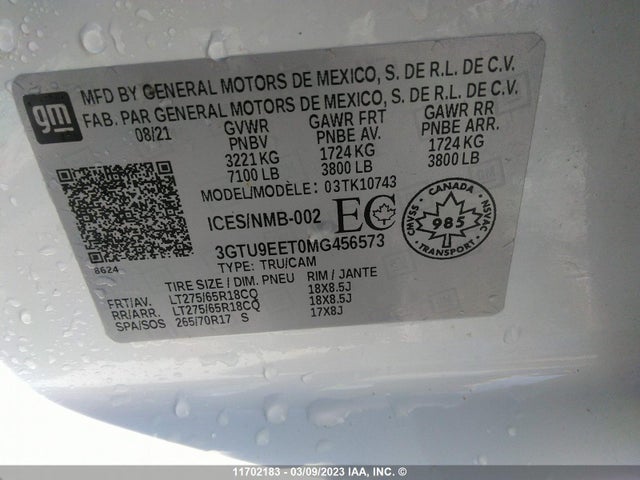 gm
MFD BY GENERAL MOTORS DE MEXICO, S. DE R.L. DE C.V.
FAB. PAR GENERAL MOTORS DE MEXICO, S. DE R.L. DE C.V.
08/21 GVWR GAWR FRT GAWR RR
PNBV PNBE AV. PNBE ARR.
3221 KG 1724 KG 1724 KG
7100 LB 3800 LB 3800 LB
MODEL/MODÈLE: 03TK10743
ICES/NMB-002 EC
CANADA
CMVSS 985 NSVAC
TRANSPORT
3GTU9EET0MG456573
8624
TYPE: TRU/CAM
TIRE SIZE / DIM. PNEU RIM / JANTE
FRT/AV. LT275/65R18CQ 18X8.5J
RR/ARR. LT275/65R18CQ 18X8.5J
SPA/SOS 265/70R17 S 17X8J
11702183 - 03/09/2023 IAA, INC. ©